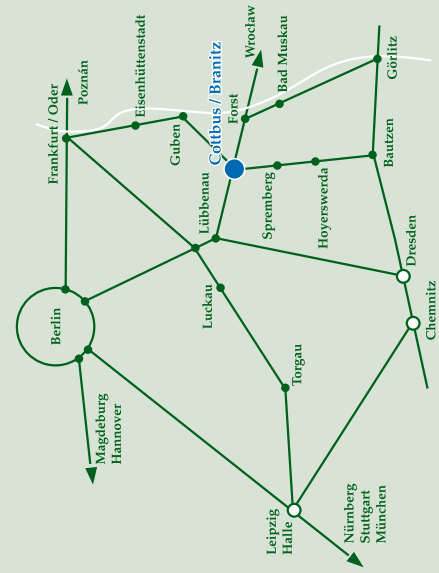 Poznán
Frankfurt / Oder
Eisenhüttenstadt
Guben
Cottbus / Branitz
Forst
Wrocław
Bad Muskau
Görlitz
Bautzen
Hoyerswerda
Spremberg
Lübbenau
Luckau
Berlin
Dresden
Chemnitz
Torgau
Magdeburg
Hannover
Leipzig
Halle
Nürnberg
Stuttgart
München